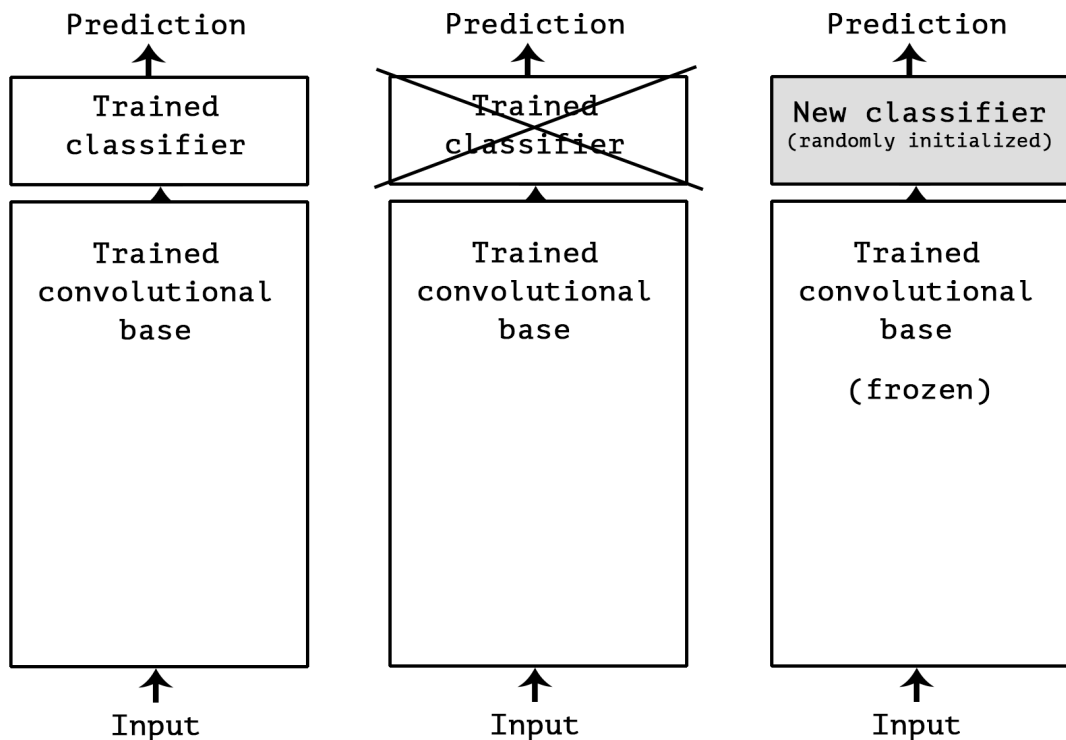 Prediction
Trained
classifier
Trained
convolutional
base
Input
Prediction
Trained
classifier
Trained
convolutional
base
Input
Prediction
New classifier
(randomly initialized)
Trained
convolutional
base
(frozen)
Input